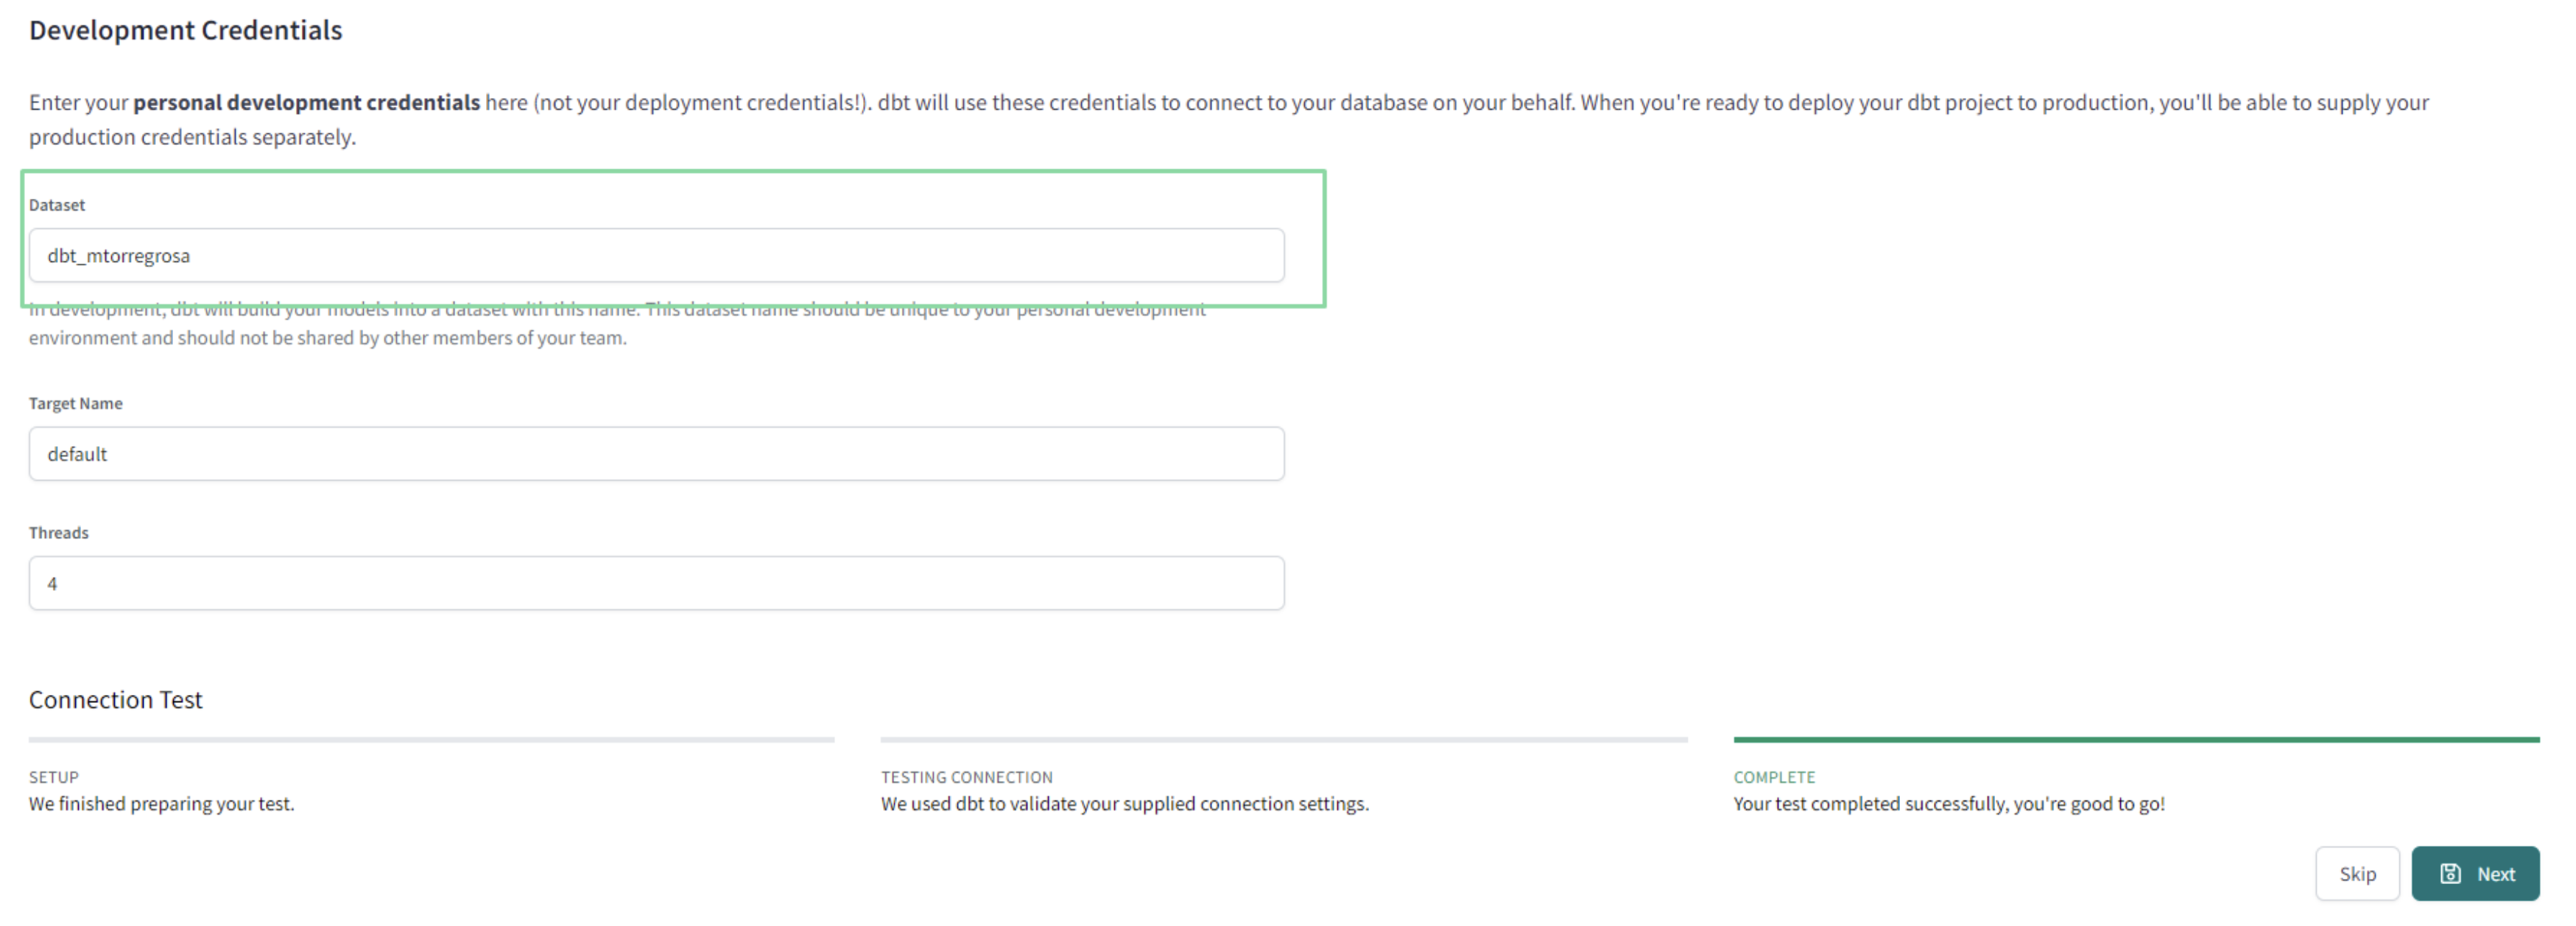 Development Credentials
Enter your personal development credentials here (not your deployment credentials!). dbt will use these credentials to connect to your database on your behalf. When you're ready to deploy your dbt project to production, you'll be able to supply your
production credentials separately.
Dataset
dbt_mtorregrosa
In development, dbt will build your models into a dataset with this name. This dataset name should be unique to your personal development
environment and should not be shared by other members of your team.
Target Name
default
Threads
4
Connection Test
SETUP
We finished preparing your test.
TESTING CONNECTION
We used dbt to validate your supplied connection settings.
COMPLETE
Your test completed successfully, you're good to go!
Skip
Next